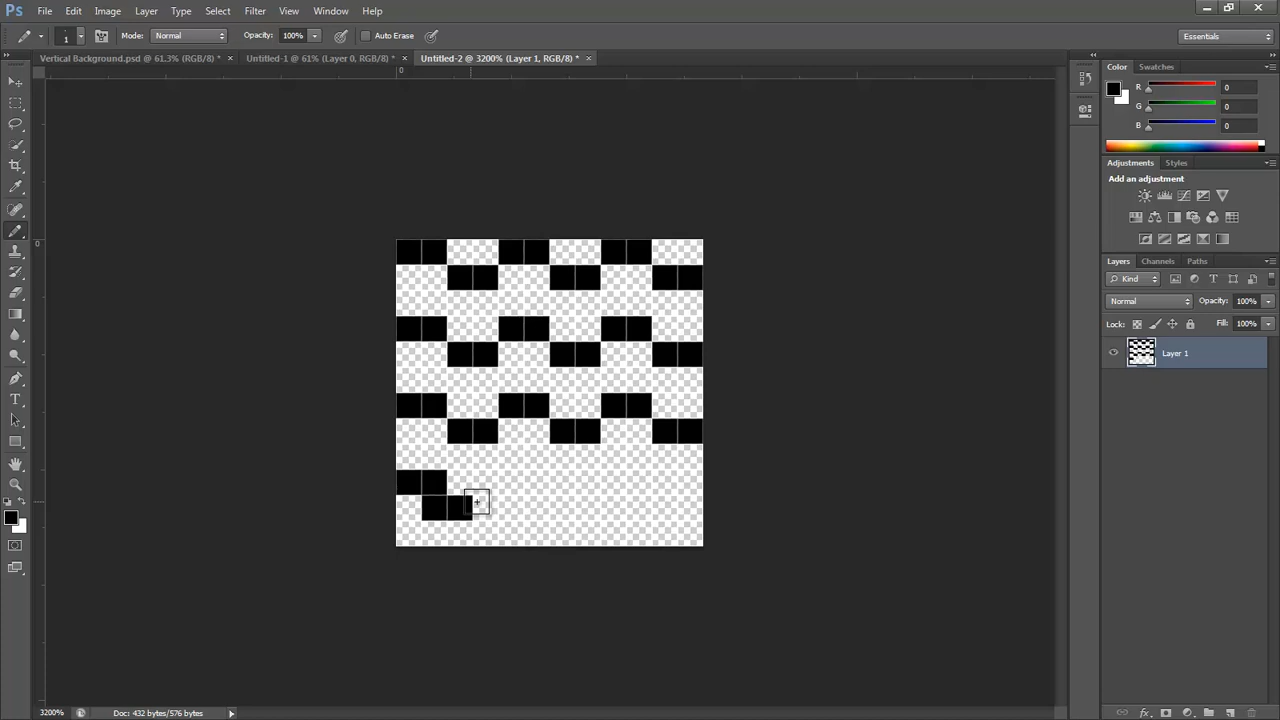 Ps File Edit Image Layer Type Select Filter View Window Help
1 Mode: Normal Opacity: 100% Auto Erase Essentials
Vertical Background.psd @ 61.3% (RGB/8) * × Untitled-1 @ 61% (Layer 0, RGB/8) * × Untitled-2 @ 3200% (Layer 1, RGB/8) * ×
0
0
Color Swatches
R 0
G 0
B 0
Adjustments Styles
Add an adjustment
Layers Channels Paths
Kind
Normal Opacity: 100%
Lock: Fill: 100%
Layer 1
3200% Doc: 432 bytes/576 bytes